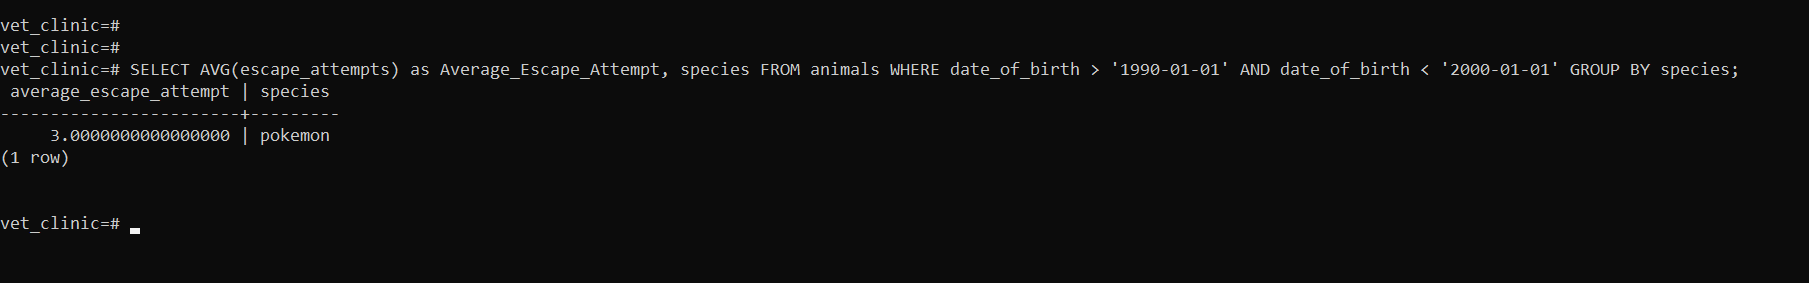 vet_clinic=#
vet_clinic=#
vet_clinic=# SELECT AVG(escape_attempts) as Average_Escape_Attempt, species FROM animals WHERE date_of_birth > '1990-01-01' AND date_of_birth < '2000-01-01' GROUP BY species;
 average_escape_attempt | species
------------------------+---------
     3.0000000000000000 | pokemon
(1 row)
vet_clinic=#